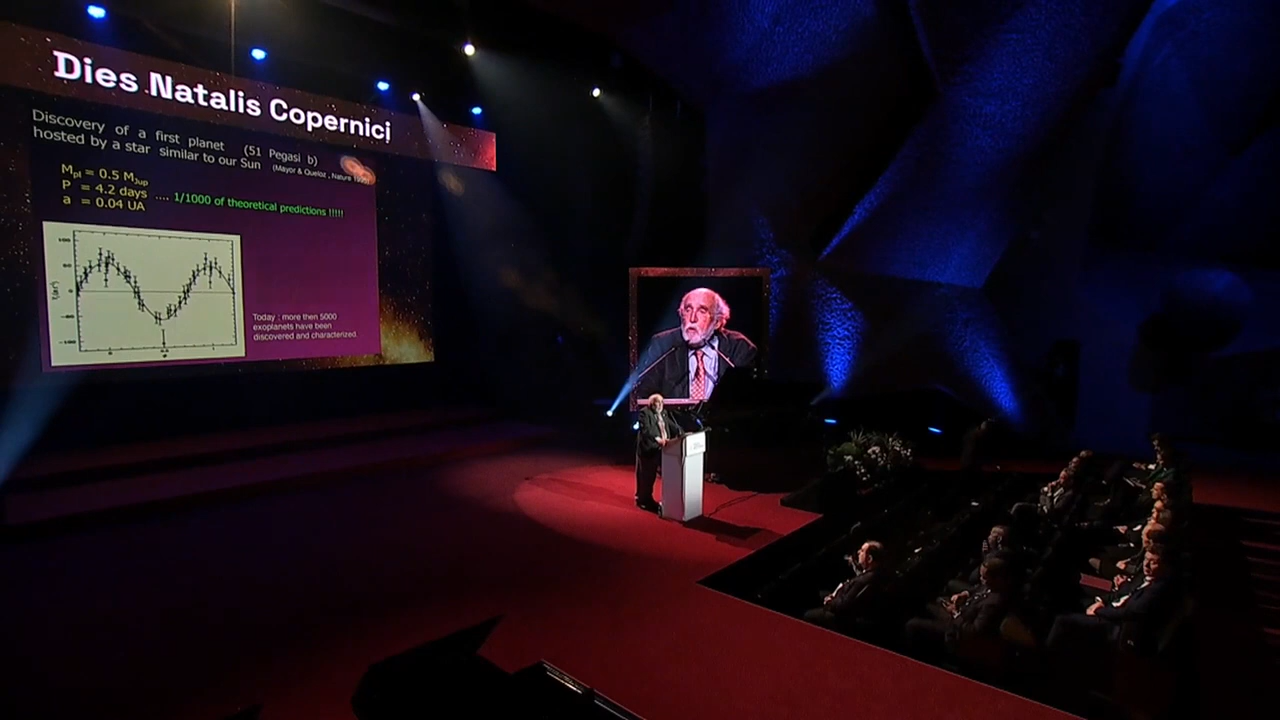 Dies Natalis Copernici
Discovery of a first planet (51 Pegasi b)
hosted by a star similar to our Sun (Mayor & Queloz , Nature
Mpl = 0.5 MJup
P = 4.2 days .... 1/1000 of theoretical predictions !!!!!
a = 0.04 UA
Today : more then 5000
exoplanets have been
discovered and characterized.